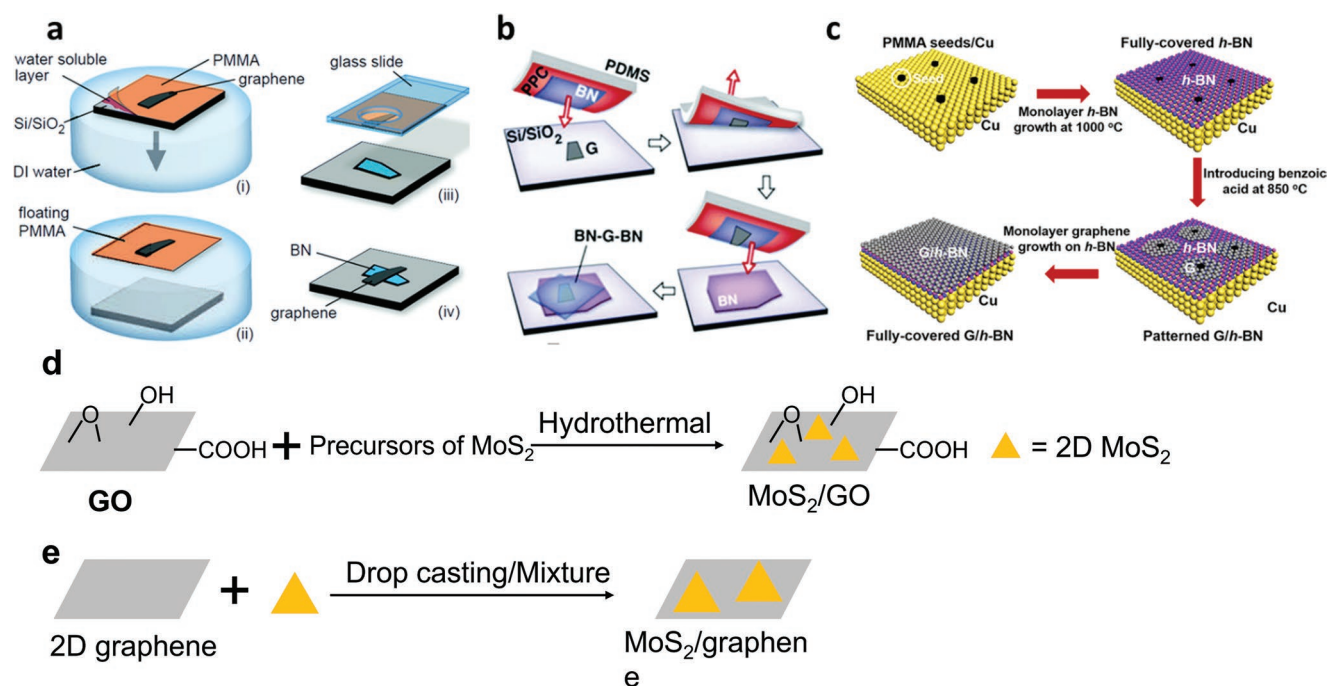 a
water soluble
layer
PMMA
graphene
Si/SiO2
DI water
(i)
floating
PMMA
(ii)
glass slide
(iii)
BN
graphene
(iv)
b
PPC
BN
PDMS
Si/SiO2
G
BN-G-BN
BN
c
PMMA seeds/Cu
Seed
Cu
Monolayer h-BN
growth at 1000 °C
Fully-covered h-BN
h-BN
Cu
Introducing benzoic
acid at 850 °C
h-BN
G
Cu
Patterned G/h-BN
Monolayer graphene
growth on h-BN
G/h-BN
Cu
Fully-covered G/h-BN
d
O
OH
COOH
GO
+ Precursors of MoS2
Hydrothermal
O
OH
COOH
MoS2/GO
= 2D MoS2
e
2D graphene
+
Drop casting/Mixture
MoS2/graphen
e